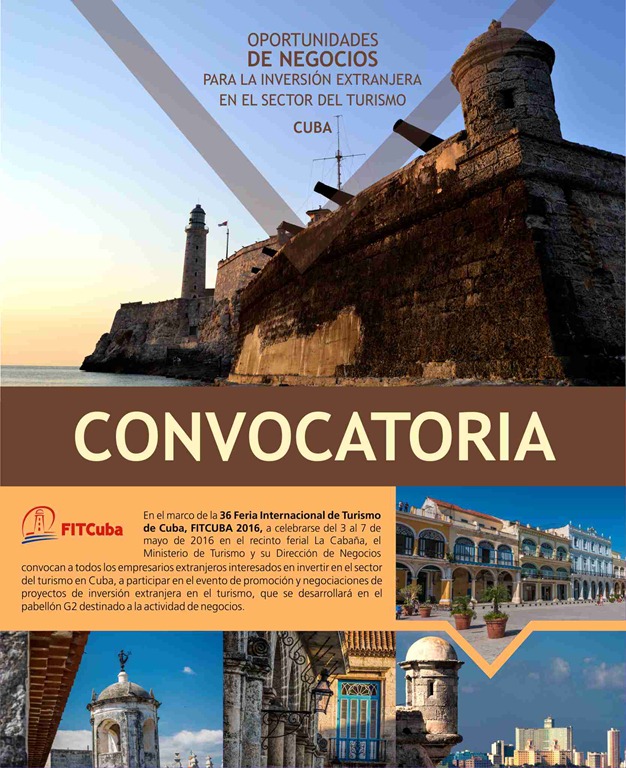 OPORTUNIDADES
DE NEGOCIOS
PARA LA INVERSIÓN EXTRANJERA
EN EL SECTOR DEL TURISMO
CUBA
CONVOCATORIA
FITCuba
En el marco de la 36 Feria Internacional de Turismo
de Cuba, FITCUBA 2016, a celebrarse del 3 al 7 de
mayo de 2016 en el recinto ferial La Cabaña, el
Ministerio de Turismo y su Dirección de Negocios
convocan a todos los empresarios extranjeros interesados en invertir en el sector
del turismo en Cuba, a participar en el evento de promoción y negociaciones de
proyectos de inversión extranjera en el turismo, que se desarrollará en el
pabellón G2 destinado a la actividad de negocios.